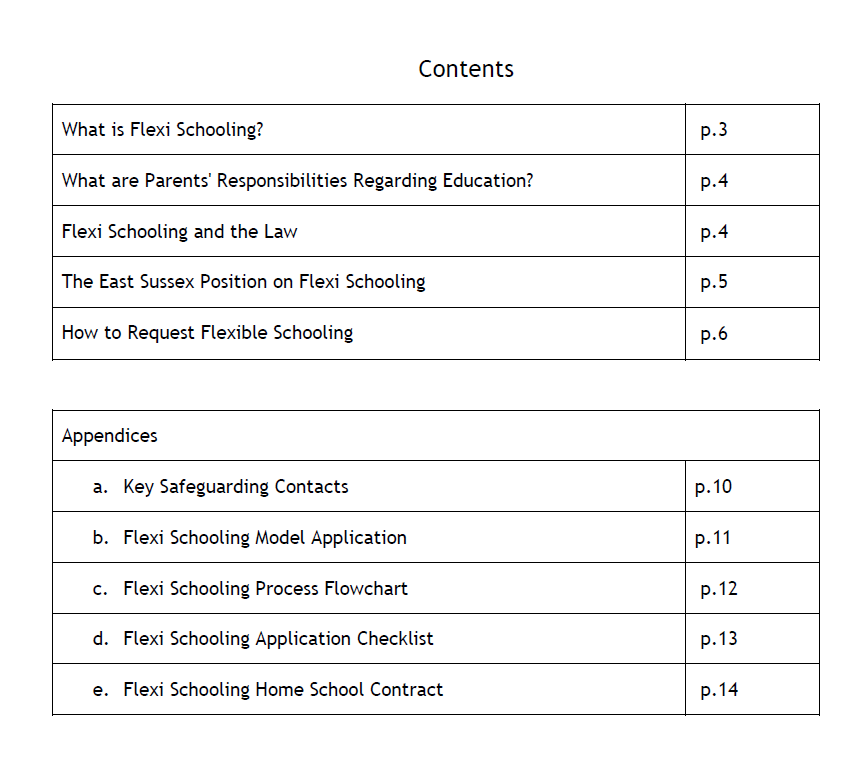 Contents
What is Flexi Schooling? p.3
What are Parents' Responsibilities Regarding Education? p.4
Flexi Schooling and the Law p.4
The East Sussex Position on Flexi Schooling p.5
How to Request Flexible Schooling p.6
Appendices
a. Key Safeguarding Contacts p.10
b. Flexi Schooling Model Application p.11
c. Flexi Schooling Process Flowchart p.12
d. Flexi Schooling Application Checklist p.13
e. Flexi Schooling Home School Contract p.14